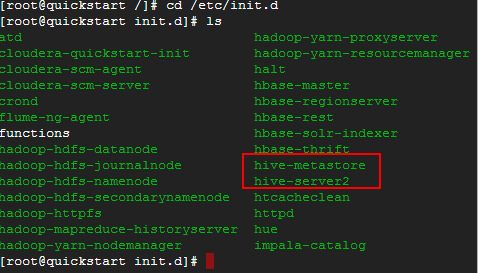 [root@quickstart /]# cd /etc/init.d
[root@quickstart init.d]# ls
atd hadoop-yarn-proxyserver
cloudera-quickstart-init hadoop-yarn-resourcemanager
cloudera-scm-agent halt
cloudera-scm-server hbase-master
crond hbase-regionserver
flume-ng-agent hbase-rest
functions hbase-solr-indexer
hadoop-hdfs-datanode hbase-thrift
hadoop-hdfs-journalnode hive-metastore
hadoop-hdfs-namenode hive-server2
hadoop-hdfs-secondarynamenode htcacheclean
hadoop-httpfs httpd
hadoop-mapreduce-historyserver hue
hadoop-yarn-nodemanager impala-catalog
[root@quickstart init.d]#